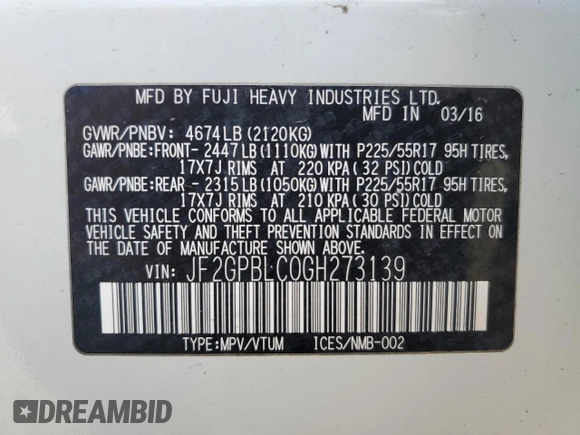 MFD BY FUJI HEAVY INDUSTRIES LTD.
MFD IN 03/16
GVWR/PNBV: 4674LB(2120KG)
GAWR/PNBE:FRONT- 2447LB(1110KG)WITH P225/55R17 95H TIRES,
17X7J RIMS AT 220 KPA(32 PSI)COLD
GAWR/PNBE:REAR - 2315LB(1050KG)WITH P225/55R17 95H TIRES,
17X7J RIMS AT 210 KPA(30 PSI)COLD
THIS VEHICLE CONFORMS TO ALL APPLICABLE FEDERAL MOTOR
VEHICLE SAFETY AND THEFT PREVENTION STANDARDS IN EFFECT
ON THE DATE OF MANUFACTURE SHOWN ABOVE.
VIN: JF2GPBLC0GH273139
TYPE:MPV/VTUM ICES/NMB-002
DREAMBID